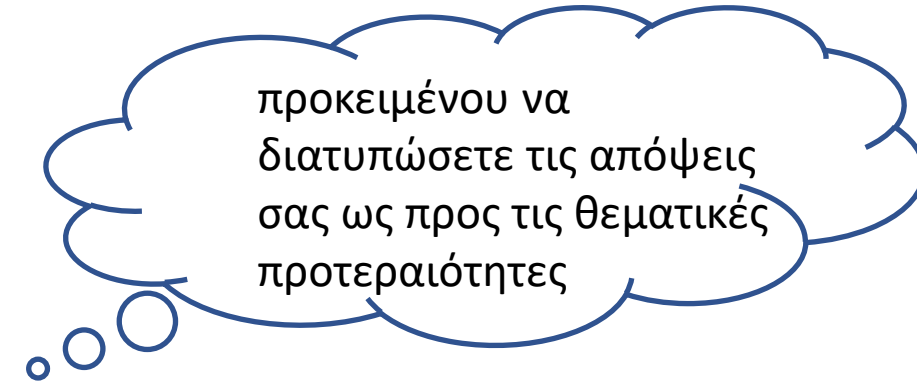 προκειμένου να
διατυπώσετε τις απόψεις
σας ως προς τις θεματικές
προτεραιότητες